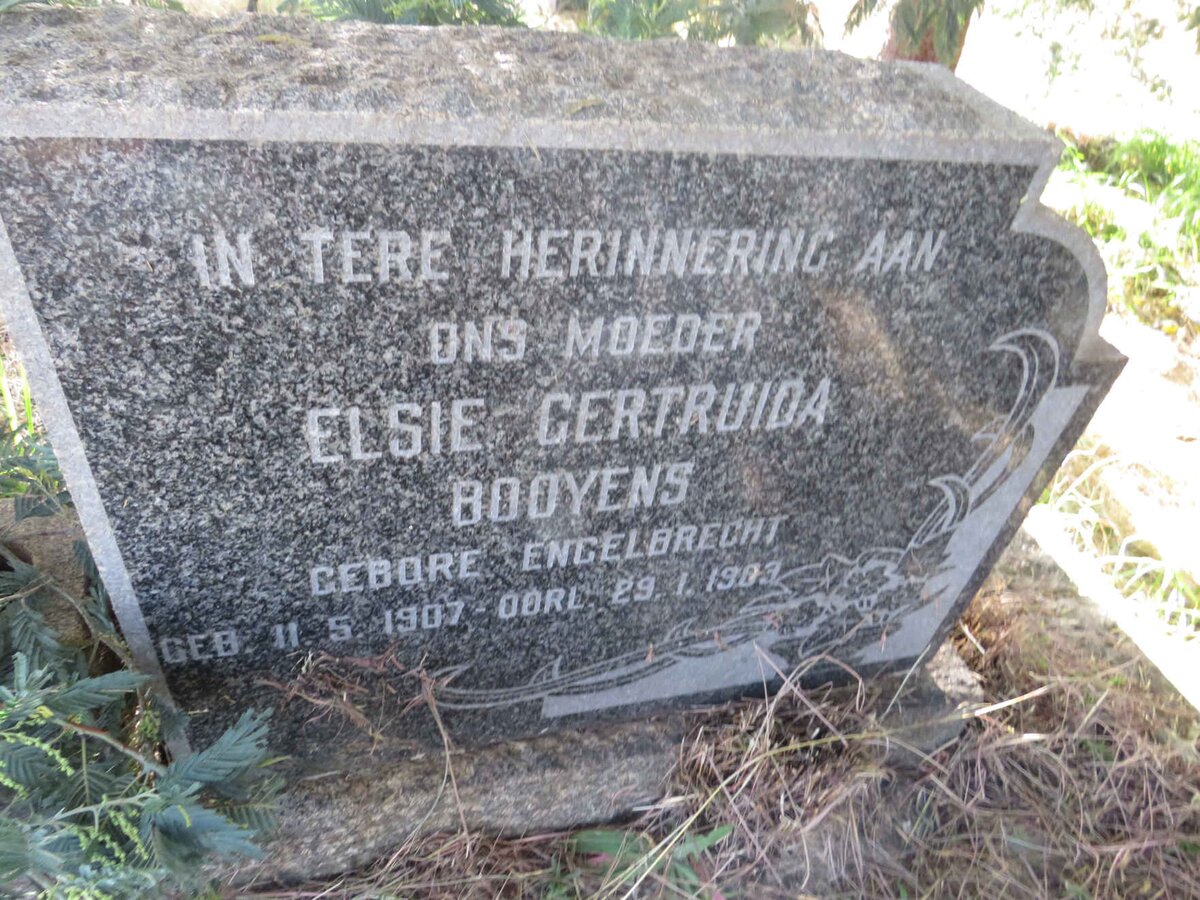 IN TERE HERINNERING AAN
ONS MOEDER
ELSIE GERTRUIDA
BOOYENS
GEBORE ENGELBRECHT
GEB. 11. 5. 1907. OORL. 29. 1.